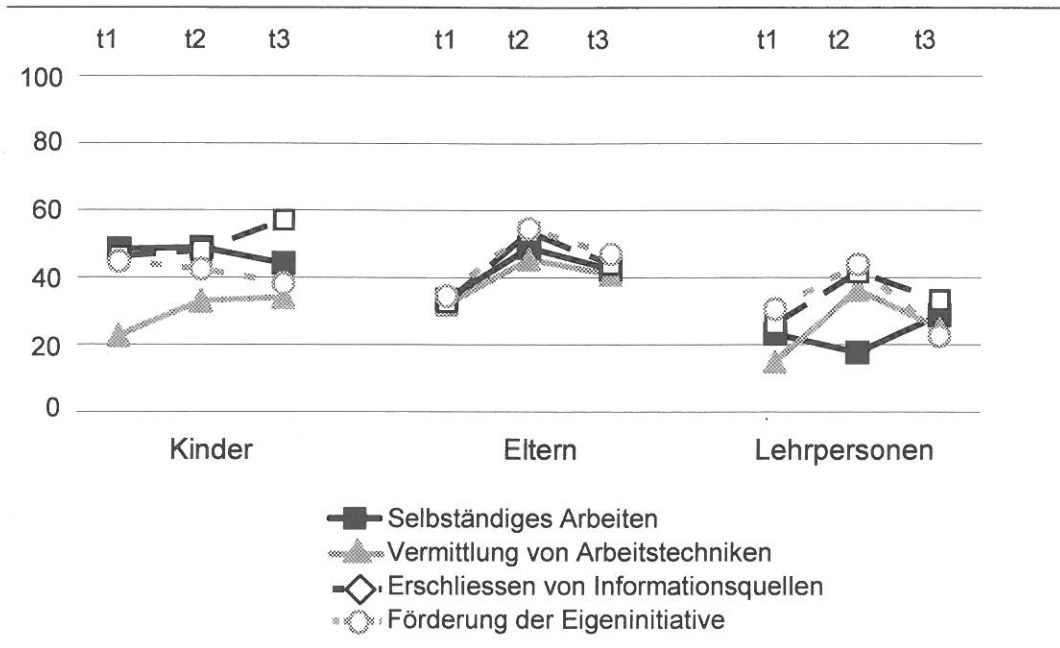 t1 t2 t3 t1 t2 t3 t1 t2 t3
100
80
60
40
20
0
Kinder Eltern Lehrpersonen
Selbständiges Arbeiten
Vermittlung von Arbeitstechniken
Erschliessen von Informationsquellen
Förderung der Eigeninitiative